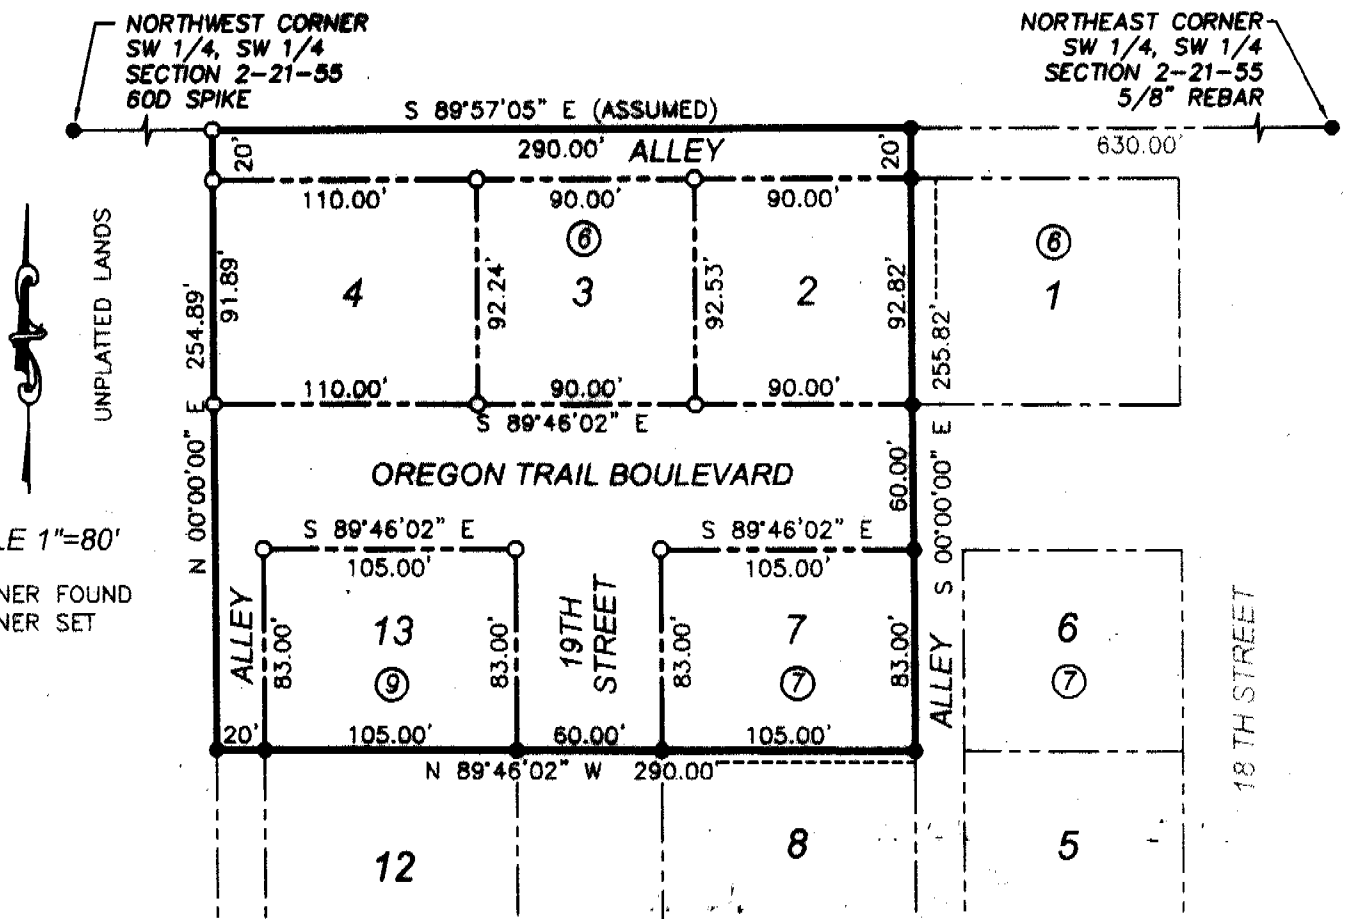 NORTHWEST CORNER
SW 1/4, SW 1/4
SECTION 2-21-55
60D SPIKE
NORTHEAST CORNER
SW 1/4, SW 1/4
SECTION 2-21-55
5/8" REBAR
S 89°57'05" E (ASSUMED)
290.00' ALLEY
630.00'
20'
20'
110.00'
90.00'
90.00'
6
6
UNPLATTED LANDS
254.89'
91.89'
4
92.24'
3
92.53'
2
92.82'
255.82'
1
110.00'
90.00'
90.00'
S 89°46'02" E
OREGON TRAIL BOULEVARD
N 00°00'00" E
60.00'
S 00°00'00" E
LE 1"=80'
NER FOUND
NER SET
S 89°46'02" E
S 89°46'02" E
105.00'
105.00'
ALLEY
83.00'
13
9
83.00'
19TH
STREET
83.00'
7
7
83.00'
ALLEY
6
7
18 TH STREET
20'
105.00'
60.00'
105.00'
N 89°46'02" W 290.00'
12
8
5